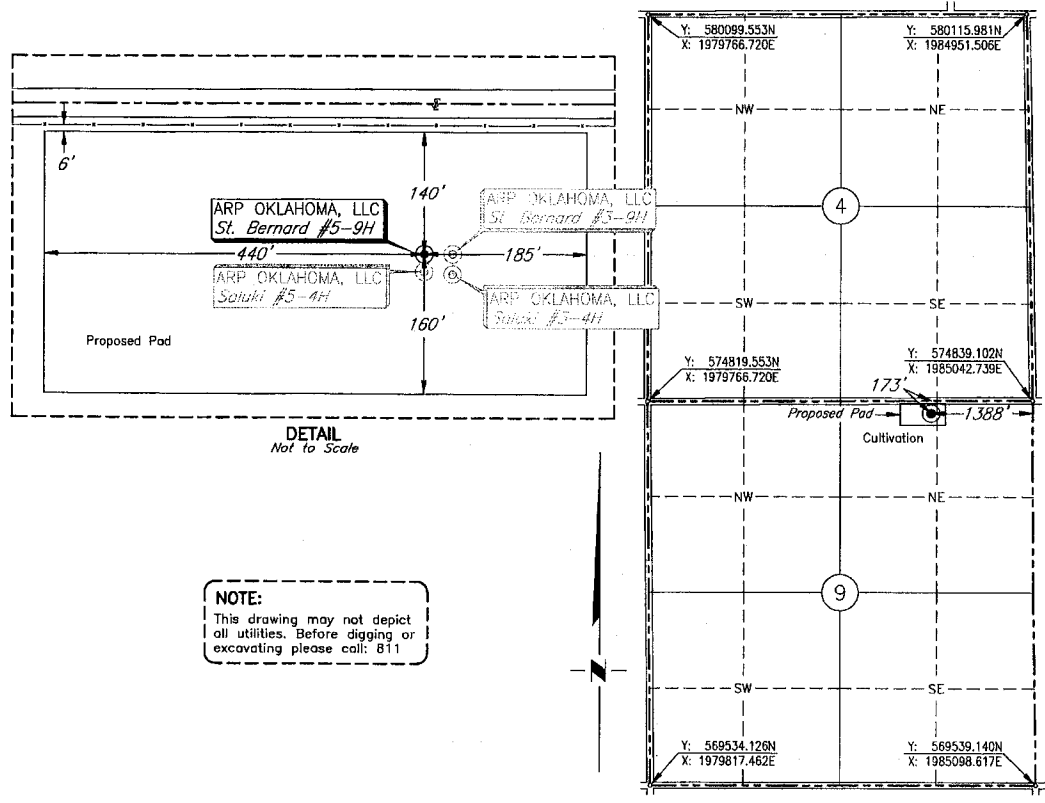 6'
140'
ARP OKLAHOMA, LLC
St. Bernard #5-9H
ARP OKLAHOMA, LLC
St. Bernard #3-9H
440'
185'
ARP OKLAHOMA, LLC
Saluki #5-4H
ARP OKLAHOMA, LLC
Saluki #3-4H
160'
Proposed Pad
DETAIL
Not to Scale
NOTE:
This drawing may not depict
all utilities. Before digging or
excavating please call: 811
N
Y: 580099.553N
X: 1979766.720E
Y: 580115.981N
X: 1984951.506E
NW
NE
4
SW
SE
Y: 574819.553N
X: 1979766.720E
Y: 574839.102N
X: 1985042.739E
173'
Proposed Pad
1388'
Cultivation
NW
NE
9
SW
SE
Y: 569534.126N
X: 1979817.462E
Y: 569539.140N
X: 1985098.617E